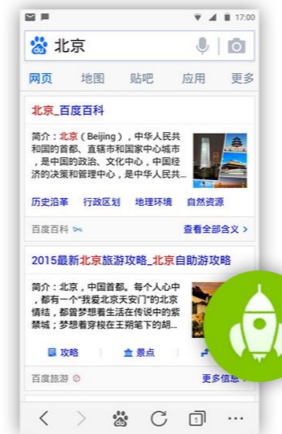 17:00
北京
网页 地图 贴吧 应用 更多
北京_百度百科
简介：北京（Beijing），中华人民共
和国的首都、直辖市和国家中心城市
，是中国的政治、文化中心，中国经
济的决策和管理中心，是中华人民共...
历史沿革 行政区划 地理环境 自然资源
百度百科 查看全部含义 >
2015最新北京旅游攻略_北京自助游攻略
简介：北京，中国首都。每个人心中
，都有一个“我爱北京天安门”的北京
情结，都曾梦想着生活在传说中的紫
禁城；梦想着穿梭在王朔笔下的胡...
攻略 景点
百度旅游 更多信息
1